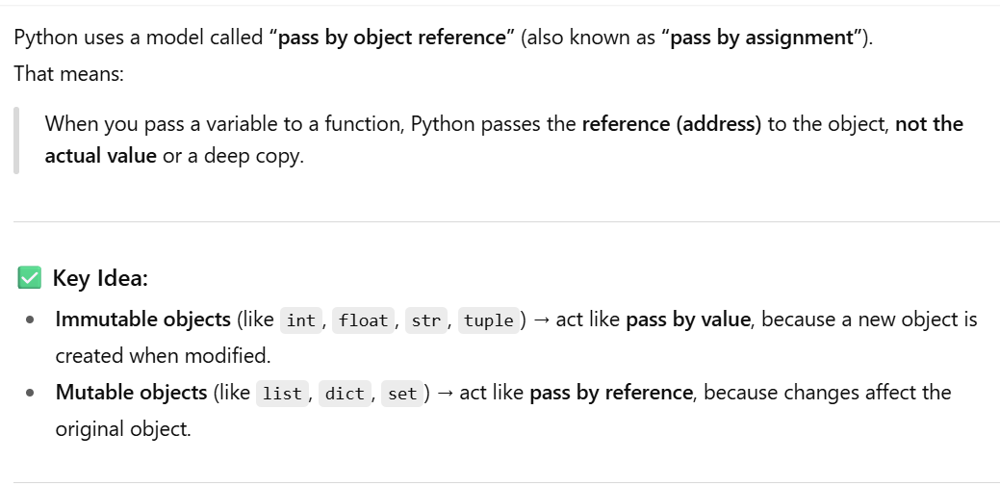 Python uses a model called “pass by object reference” (also known as “pass by assignment”).
That means:
When you pass a variable to a function, Python passes the reference (address) to the object, not the
actual value or a deep copy.
✅ Key Idea:
• Immutable objects (like int, float, str, tuple) → act like pass by value, because a new object is
created when modified.
• Mutable objects (like list, dict, set) → act like pass by reference, because changes affect the
original object.